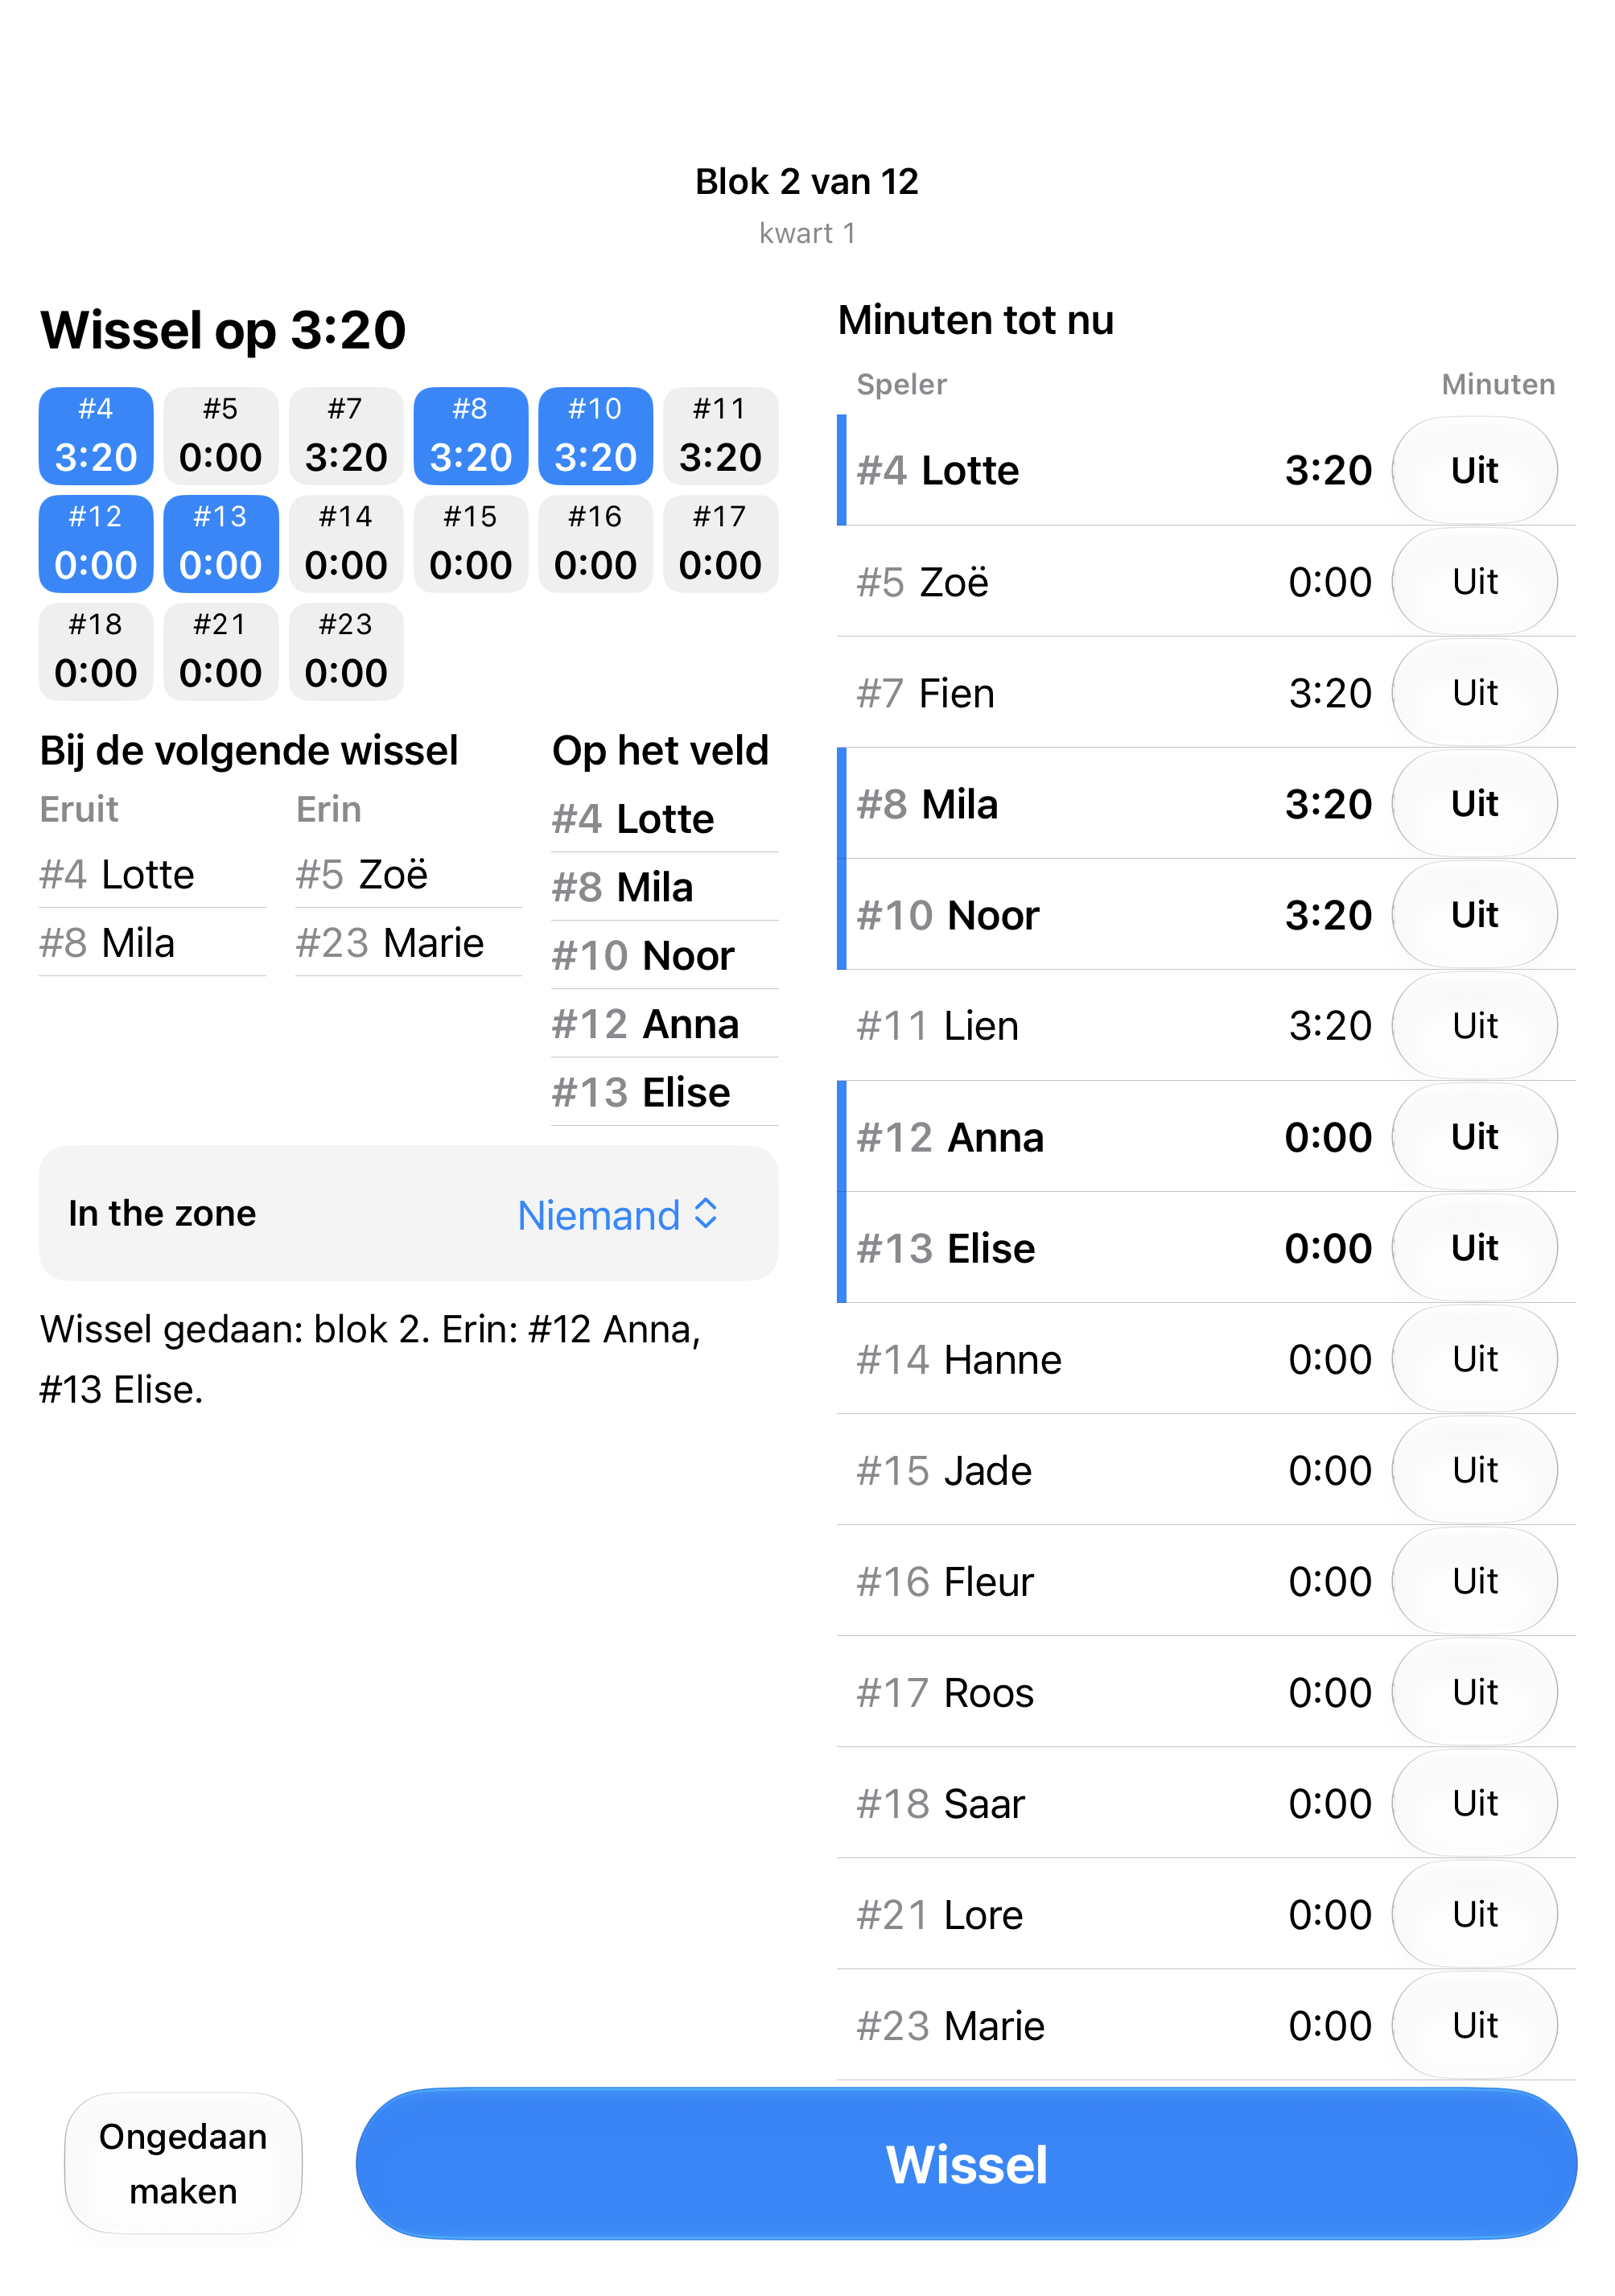 Blok 2 van 12
kwart 1
Wissel op 3:20
#4 #5 #7 #8 #10 #11
3:20 0:00 3:20 3:20 3:20 3:20
#12 #13 #14 #15 #16 #17
0:00 0:00 0:00 0:00 0:00 0:00
#18 #21 #23
0:00 0:00 0:00
Bij de volgende wissel
Eruit Erin
#4 Lotte #5 Zoë
#8 Mila #23 Marie
Op het veld
#4 Lotte
#8 Mila
#10 Noor
#12 Anna
#13 Elise
In the zone Niemand
Wissel gedaan: blok 2. Erin: #12 Anna,
#13 Elise.
Minuten tot nu
Speler Minuten
#4 Lotte 3:20 Uit
#5 Zoë 0:00 Uit
#7 Fien 3:20 Uit
#8 Mila 3:20 Uit
#10 Noor 3:20 Uit
#11 Lien 3:20 Uit
#12 Anna 0:00 Uit
#13 Elise 0:00 Uit
#14 Hanne 0:00 Uit
#15 Jade 0:00 Uit
#16 Fleur 0:00 Uit
#17 Roos 0:00 Uit
#18 Saar 0:00 Uit
#21 Lore 0:00 Uit
#23 Marie 0:00 Uit
Ongedaan
maken
Wissel